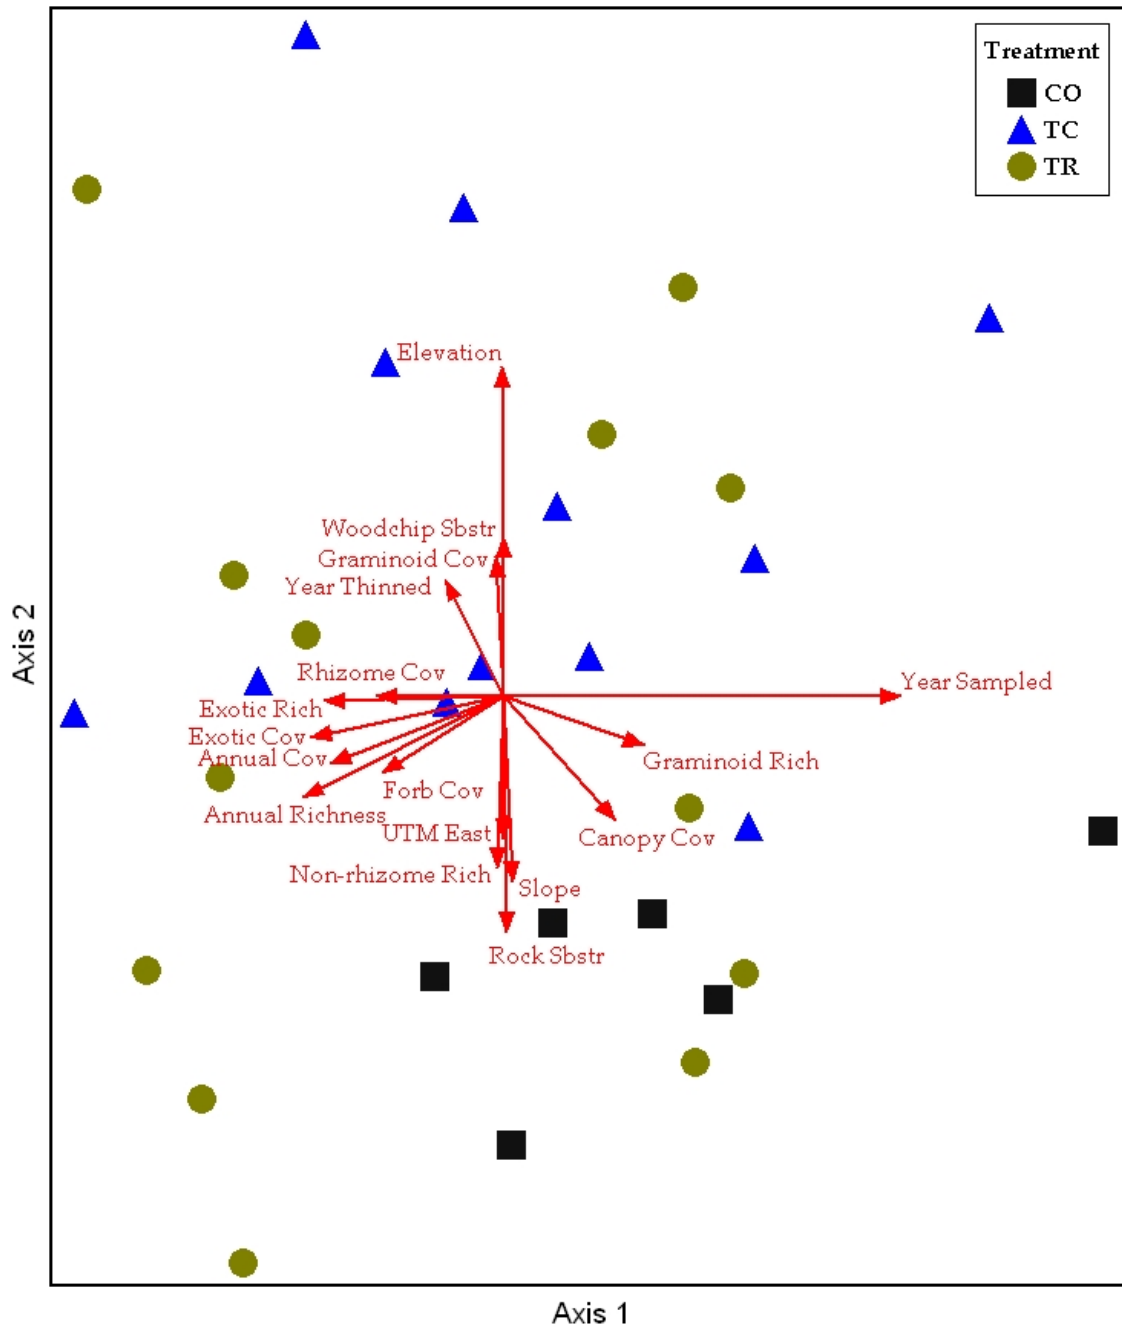 Treatment
CO
TC
TR
Elevation
Woodchip Sbstr
Graminoid Cov
Year Thinned
Rhizome Cov
Year Sampled
Exotic Rich
Exotic Cov
Annual Cov
Graminoid Rich
Forb Cov
Annual Richness
UTM East
Canopy Cov
Non-rhizome Rich
Slope
Rock Sbstr
Axis 2
Axis 1